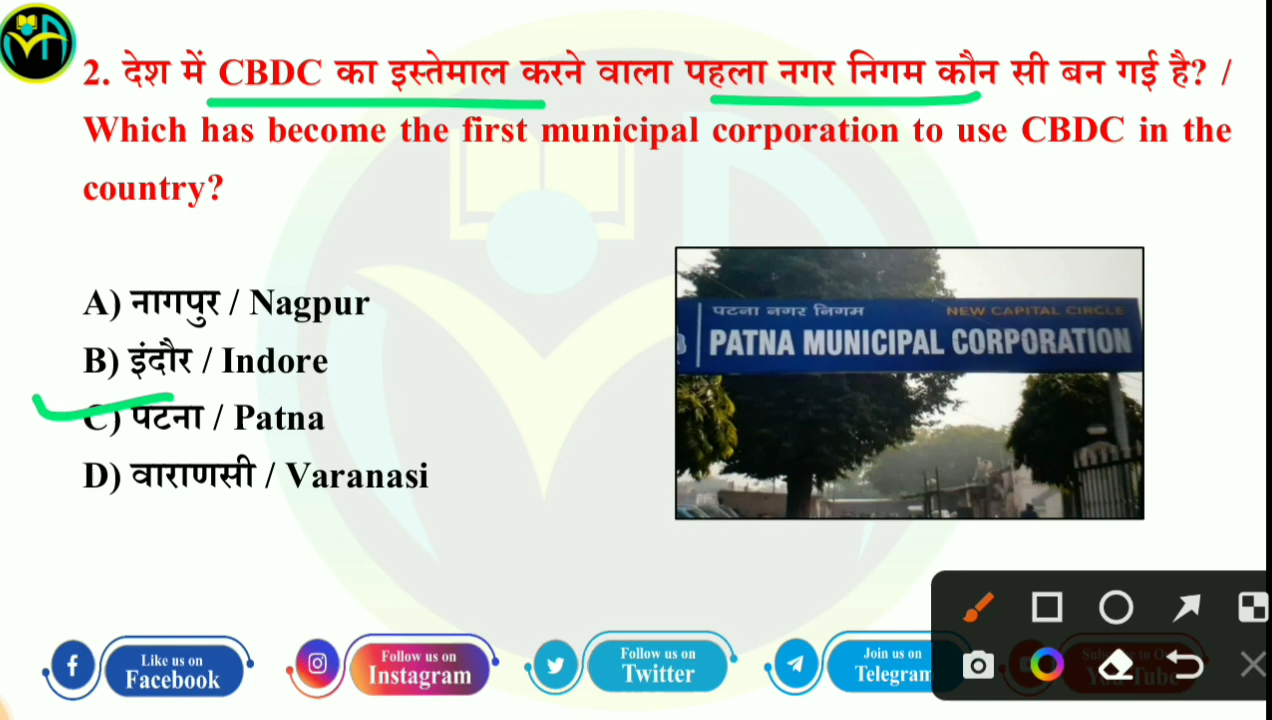 2. देश में CBDC का इस्तेमाल करने वाला पहला नगर निगम कौन सी बन गई है? /
Which has become the first municipal corporation to use CBDC in the
country?
A) नागपुर / Nagpur
B) इंदौर / Indore
C) पटना / Patna
D) वाराणसी / Varanasi
पटना नगर निगम NEW CAPITAL CIRCLE
PATNA MUNICIPAL CORPORATION
Like us on
Facebook
Follow us on
Instagram
Follow us on
Twitter
Join us on
Telegram